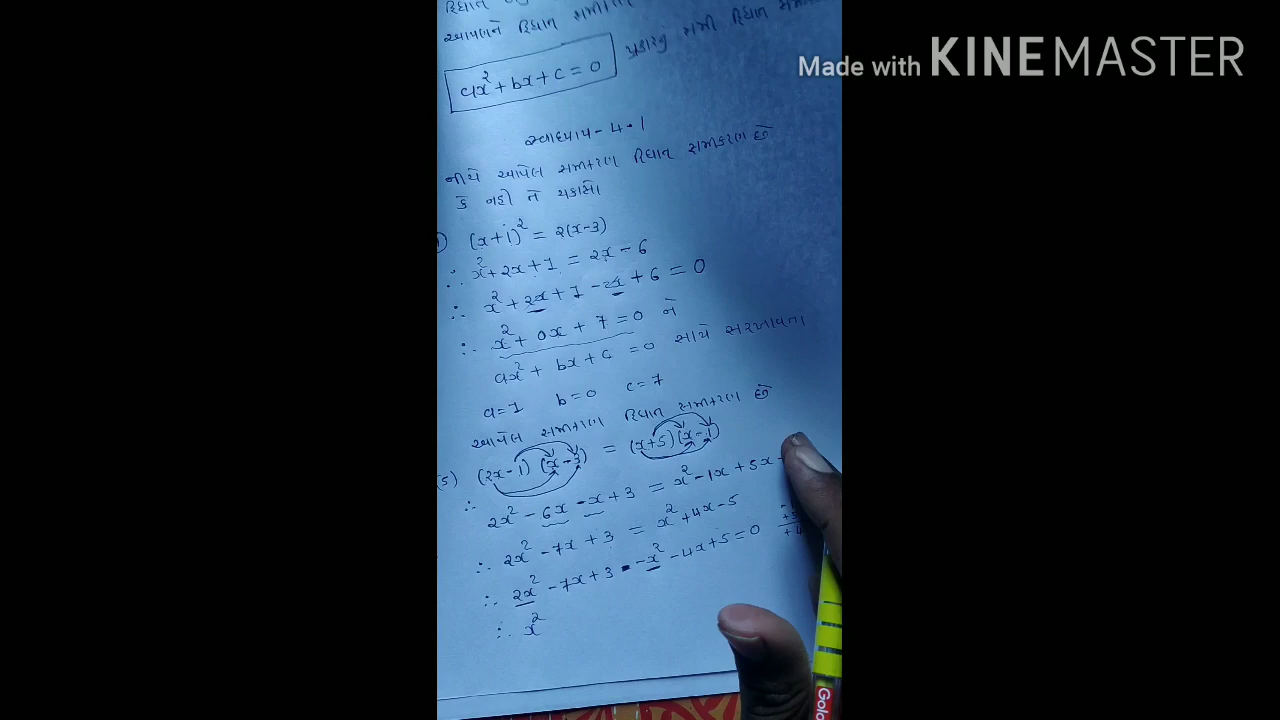 Made with KINEMASTER
આપણને દ્વિઘાત
ax² + bx + c = 0
સ્વાધ્યાય - 4.1
નીચે આપેલ સમીકરણ દ્વિઘાત સમીકરણ છે
કે નહી તે ચકાસો
(x+1)² = 2(x-3)
∴ x² + 2x + 1 = 2x - 6
∴ x² + 2x + 1 - 2x + 6 = 0
∴ x² + 0x + 7 = 0 ને
ax² + bx + c = 0 સાથે સરખાવતા
a=1 b=0 c=7
આપેલ સમીકરણ દ્વિઘાત સમીકરણ છે
(5) (2x-1) (x-3) = (x+5) (x-1)
∴ 2x² - 6x - x + 3 = x² - 1x + 5x -
∴ 2x² - 7x + 3 = x² + 4x - 5
∴ 2x² - 7x + 3 - x² - 4x + 5 = 0
∴ x²
Gold